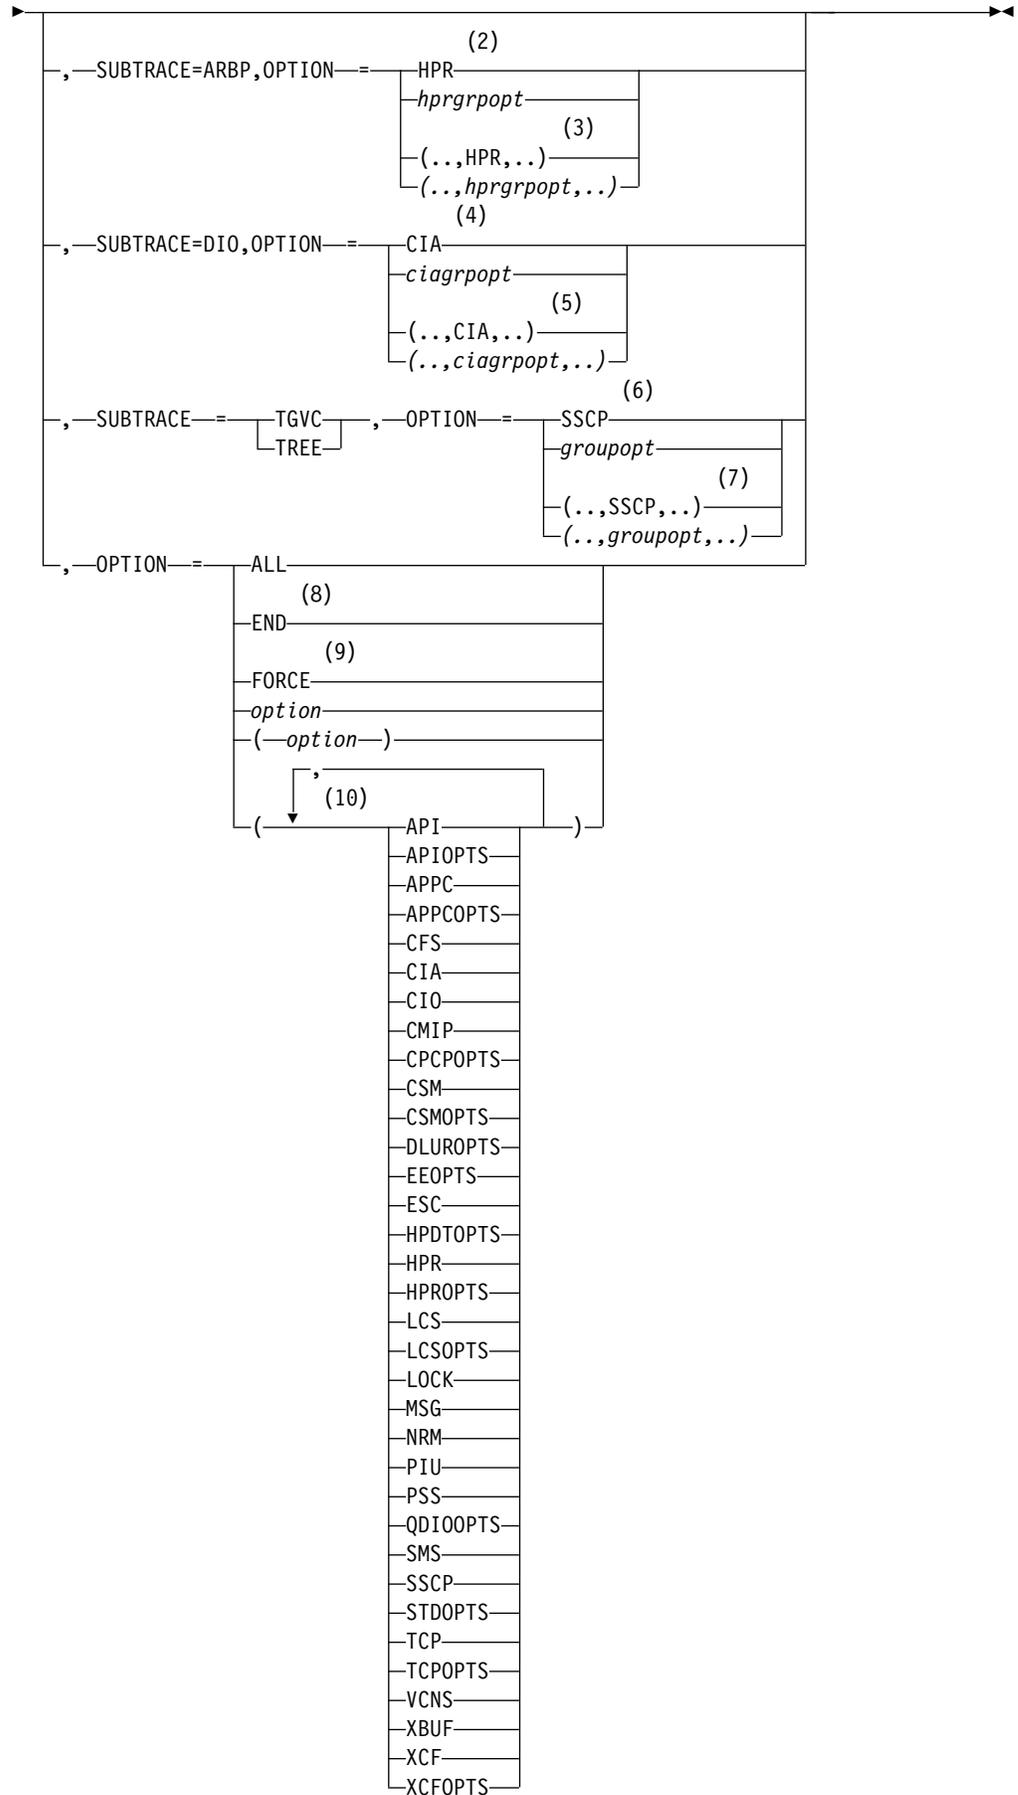 (2)
, SUBTRACE=ARBP,OPTION = HPR
hprgrpopt
(3)
(..,HPR,..)
(..,hprgrpopt,..)
(4)
, SUBTRACE=DIO,OPTION = CIA
ciagrpopt
(5)
(..,CIA,..)
(..,ciagrpopt,..)
(6)
, SUBTRACE = TGVC , OPTION = SSCP
TREE groupopt
(7)
(..,SSCP,..)
(..,groupopt,..)
, OPTION = ALL
(8)
END
(9)
FORCE
option
( option )
,
(10)
( API )
APIOPTS
APPC
APPCOPTS
CFS
CIA
CIO
CMIP
CPCPOPTS
CSM
CSMOPTS
DLUROPTS
EEOPTS
ESC
HPDTOPTS
HPR
HPROPTS
LCS
LCSOPTS
LOCK
MSG
NRM
PIU
PSS
QDIOOPTS
SMS
SSCP
STDOPTS
TCP
TCPOPTS
VCNS
XBUF
XCF
XCFOPTS